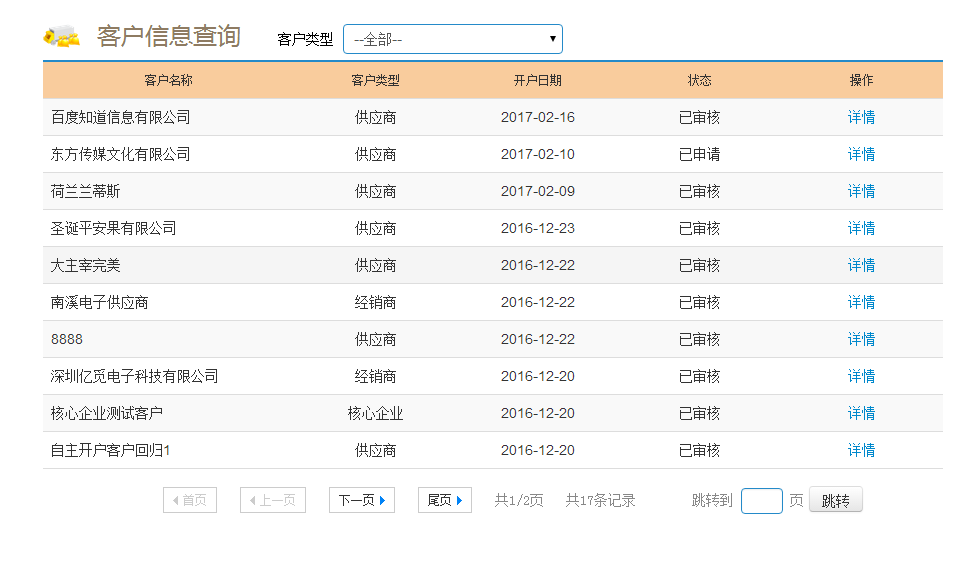 客户信息查询 客户类型 --全部--
客户名称 客户类型 开户日期 状态 操作
百度知道信息有限公司 供应商 2017-02-16 已审核 详情
东方传媒文化有限公司 供应商 2017-02-10 已申请 详情
荷兰兰蒂斯 供应商 2017-02-09 已审核 详情
圣诞平安果有限公司 供应商 2016-12-23 已审核 详情
大主宰完美 供应商 2016-12-22 已审核 详情
南溪电子供应商 经销商 2016-12-22 已审核 详情
8888 供应商 2016-12-22 已审核 详情
深圳亿觅电子科技有限公司 经销商 2016-12-20 已审核 详情
核心企业测试客户 核心企业 2016-12-20 已审核 详情
自主开户客户回归1 供应商 2016-12-20 已审核 详情
首页 上一页 下一页 尾页 共1/2页 共17条记录 跳转到 页 跳转